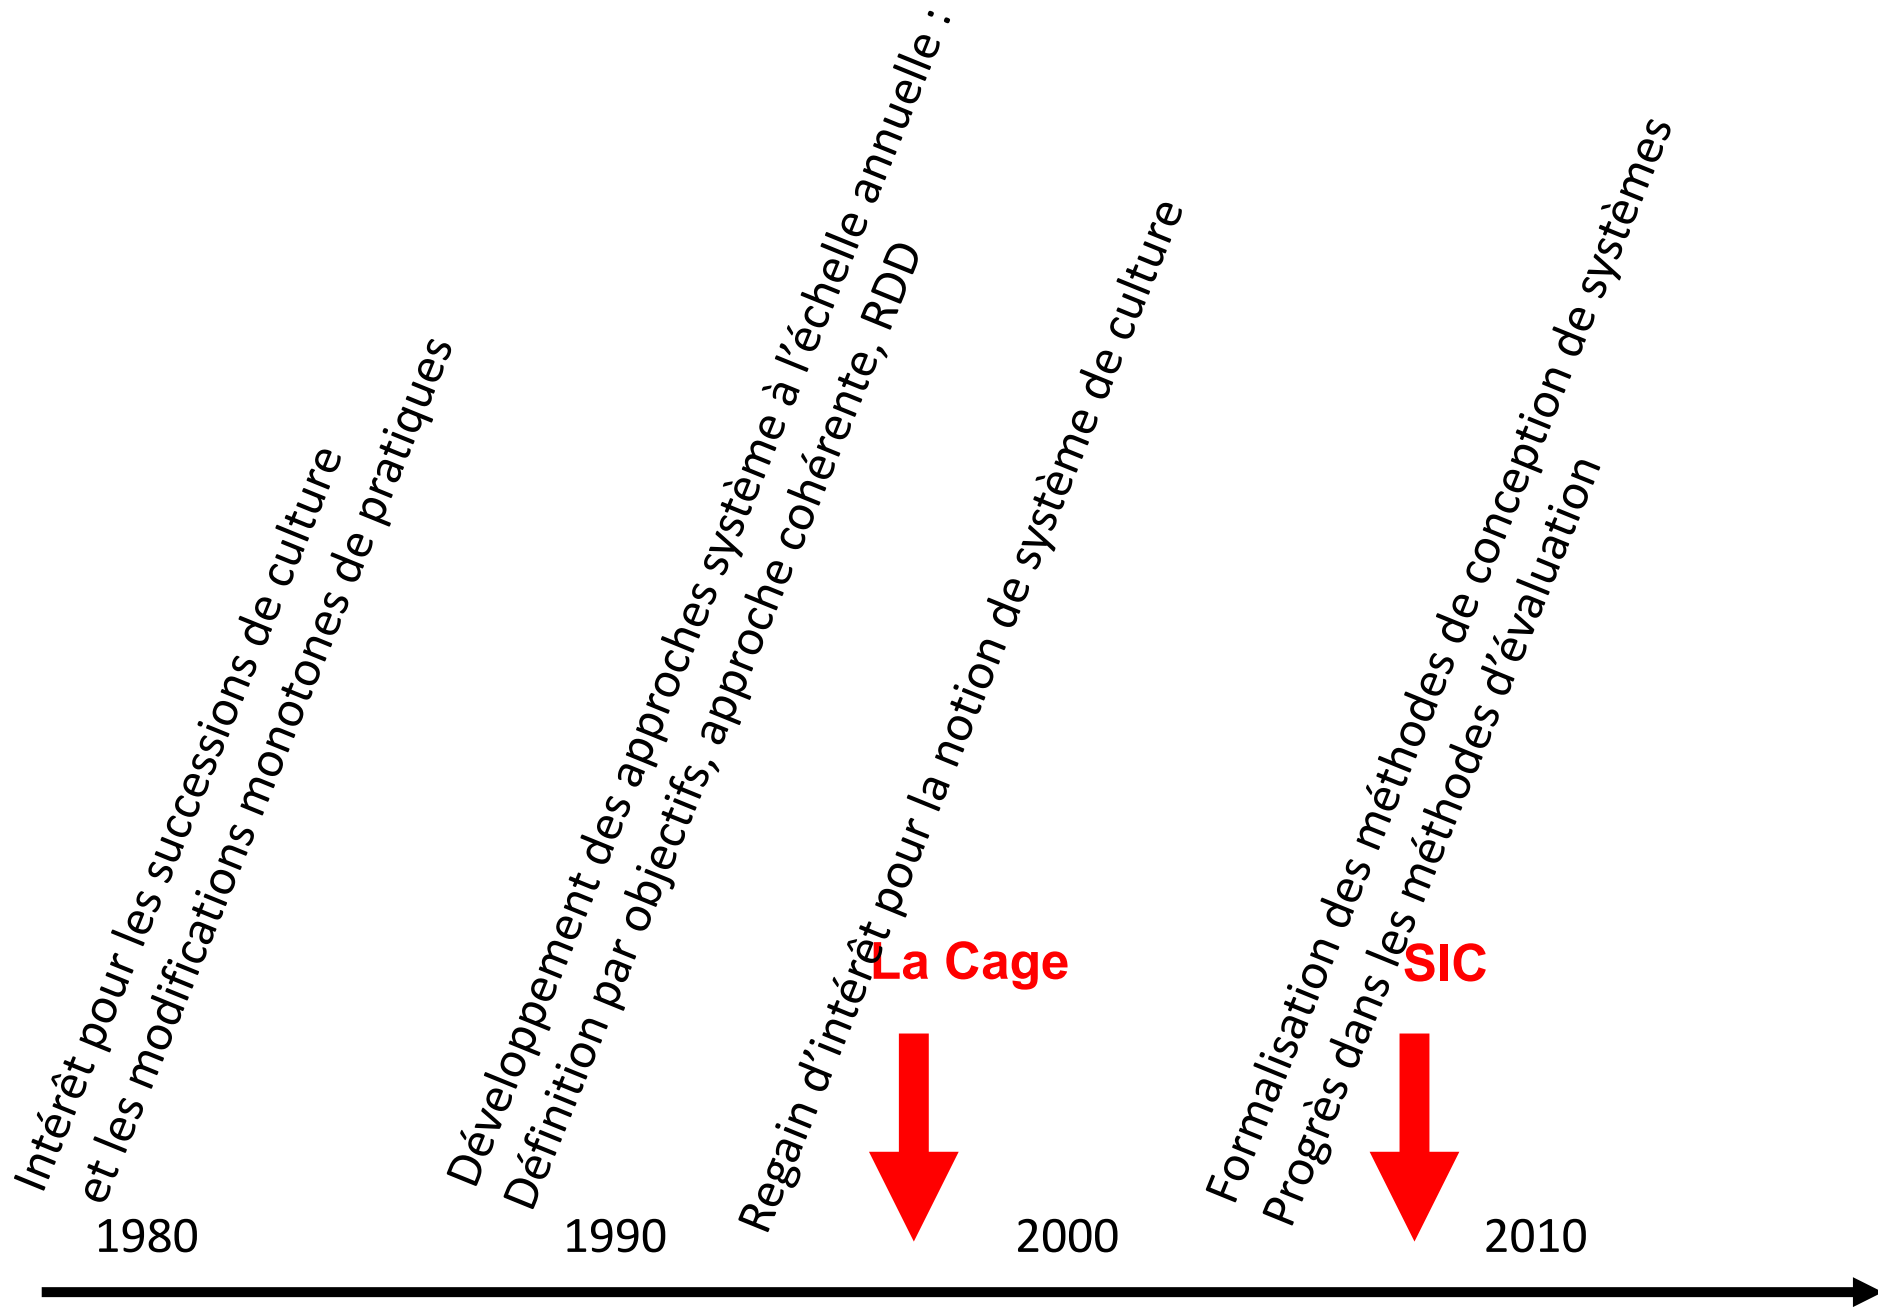 Intérêt pour les successions de culture
et les modifications monotones de pratiques
Développement des approches système à l’échelle annuelle :
Définition par objectifs, approche cohérente, RDD
Regain d’intérêt pour la notion de système de culture
Formalisation des méthodes de conception de systèmes
Progrès dans les méthodes d’évaluation
La Cage
SIC
1980
1990
2000
2010